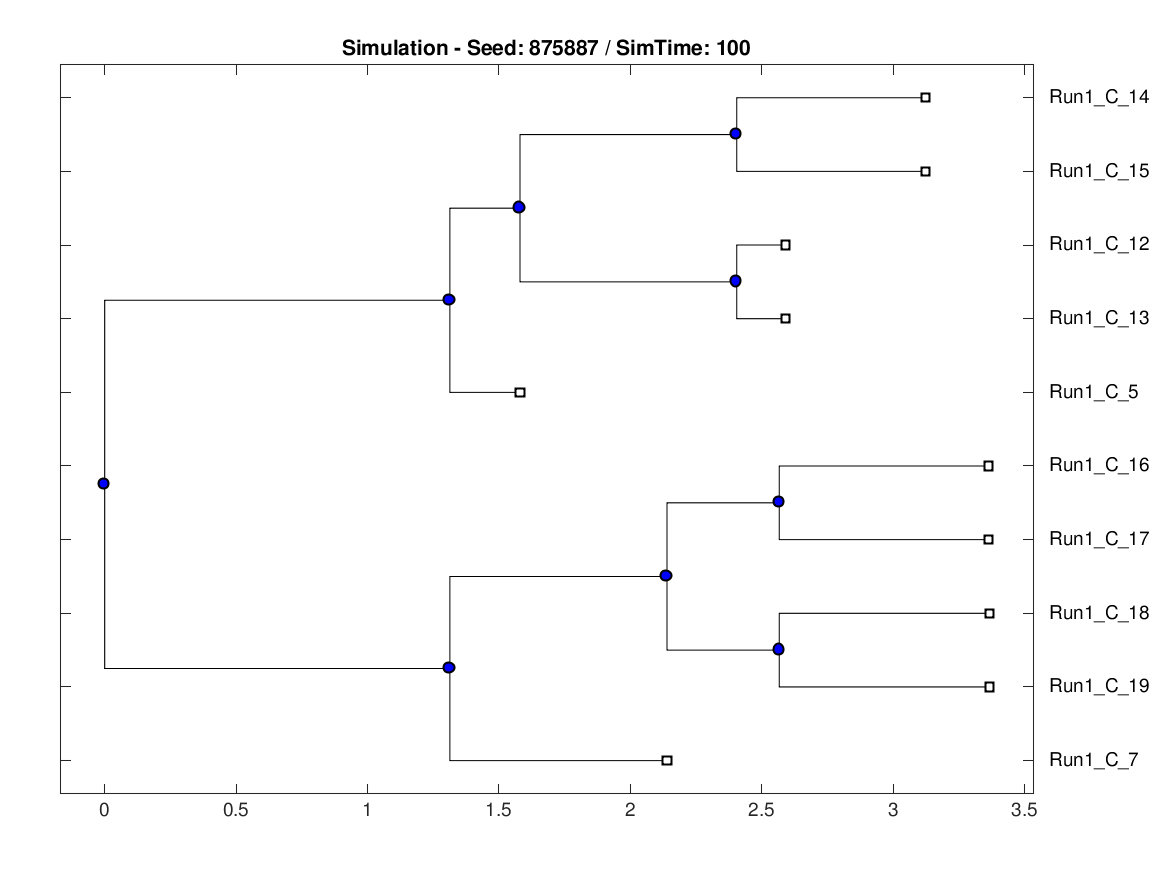 Simulation - Seed: 875887 / SimTime: 100
Run1_C_14
Run1_C_15
Run1_C_12
Run1_C_13
Run1_C_5
Run1_C_16
Run1_C_17
Run1_C_18
Run1_C_19
Run1_C_7
0 0.5 1 1.5 2 2.5 3 3.5